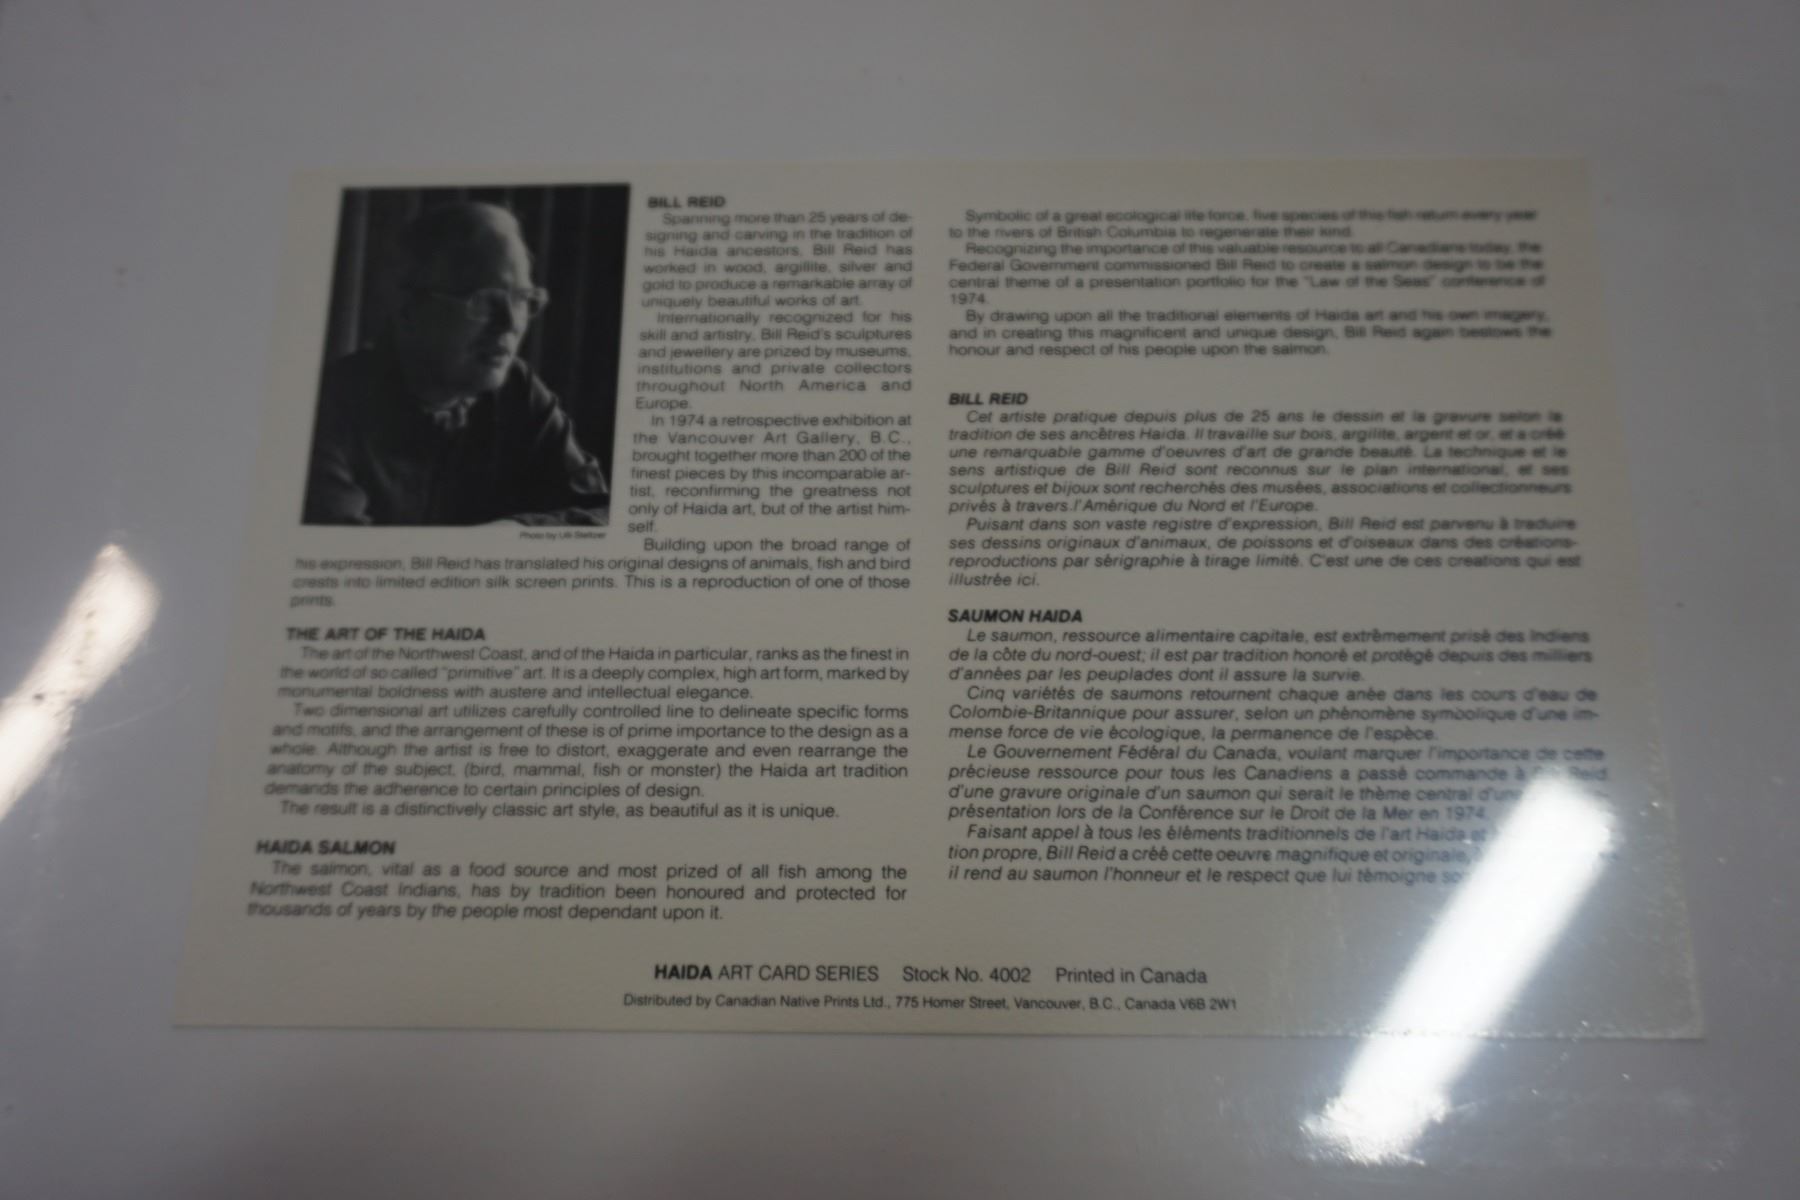 BILL REID
Spanning more than 25 years of de-
signing and carving in the tradition of
his Haida ancestors, Bill Reid has
worked in wood, argillite, silver and
gold to produce a remarkable array of
uniquely beautiful works of art.
Internationally recognized for his
skill and artistry, Bill Reid's sculptures
and jewellery are prized by museums,
institutions and private collectors
throughout North America and
Europe.
In 1974 a retrospective exhibition at
the Vancouver Art Gallery, B.C.,
brought together more than 200 of the
finest pieces by this incomparable ar-
tist, reconfirming the greatness not
only of Haida art, but of the artist him-
self.
Photo by Ulli Steltzer
Building upon the broad range of
his expression, Bill Reid has translated his original designs of animals, fish and bird
crests into limited edition silk screen prints. This is a reproduction of one of those
prints.
THE ART OF THE HAIDA
The art of the Northwest Coast, and of the Haida in particular, ranks as the finest in
the world of so called "primitive" art. It is a deeply complex, high art form, marked by
monumental boldness with austere and intellectual elegance.
Two dimensional art utilizes carefully controlled line to delineate specific forms
and motifs, and the arrangement of these is of prime importance to the design as a
whole. Although the artist is free to distort, exaggerate and even rearrange the
anatomy of the subject, (bird, mammal, fish or monster) the Haida art tradition
demands the adherence to certain principles of design.
The result is a distinctively classic art style, as beautiful as it is unique.
HAIDA SALMON
The salmon, vital as a food source and most prized of all fish among the
Northwest Coast Indians, has by tradition been honoured and protected for
thousands of years by the people most dependant upon it.
Symbolic of a great ecological life force, five species of this fish return every year
to the rivers of British Columbia to regenerate their kind.
Recognizing the importance of this valuable resource to all Canadians today, the
Federal Government commissioned Bill Reid to create a salmon design to be the
central theme of a presentation portfolio for the "Law of the Seas" conference of
1974.
By drawing upon all the traditional elements of Haida art and his own imagery,
and in creating this magnificent and unique design, Bill Reid again bestows the
honour and respect of his people upon the salmon.
BILL REID
Cet artiste pratique depuis plus de 25 ans le dessin et la gravure selon la
tradition de ses ancêtres Haida. Il travaille sur bois, argilite, argent et or, et a créé
une remarquable gamme d'oeuvres d'art de grande beauté. La technique et le
sens artistique de Bill Reid sont reconnus sur le plan international, et ses
sculptures et bijoux sont recherchés des musées, associations et collectionneurs
privés à travers l'Amérique du Nord et l'Europe.
Puisant dans son vaste registre d'expression, Bill Reid est parvenu à traduire
ses dessins originaux d'animaux, de poissons et d'oiseaux dans des créations-
reproductions par sérigraphie à tirage limité. C'est une de ces creations qui est
illustrée ici.
SAUMON HAIDA
Le saumon, ressource alimentaire capitale, est extrêmement prisé des Indiens
de la côte du nord-ouest; il est par tradition honoré et protégé depuis des milliers
d'années par les peuplades dont il assure la survie.
Cinq variétés de saumons retournent chaque anée dans les cours d'eau de
Colombie-Britannique pour assurer, selon un phénomène symbolique d'une im-
mense force de vie écologique, la permanence de l'espèce.
Le Gouvernement Fédéral du Canada, voulant marquer l'importance de cette
précieuse ressource pour tous les Canadiens a passé commande à Bill Reid
d'une gravure originale d'un saumon qui serait le thème central
présentation lors de la Conférence sur le Droit de la Mer en 1974.
Faisant appel à tous les éléments traditionnels de l'art Haida et
tion propre, Bill Reid a créé cette oeuvre magnifique et originale,
il rend au saumon l'honneur et le respect que lui témoigne
HAIDA ART CARD SERIES Stock No. 4002 Printed in Canada
Distributed by Canadian Native Prints Ltd., 775 Homer Street, Vancouver, B.C., Canada V6B 2W1